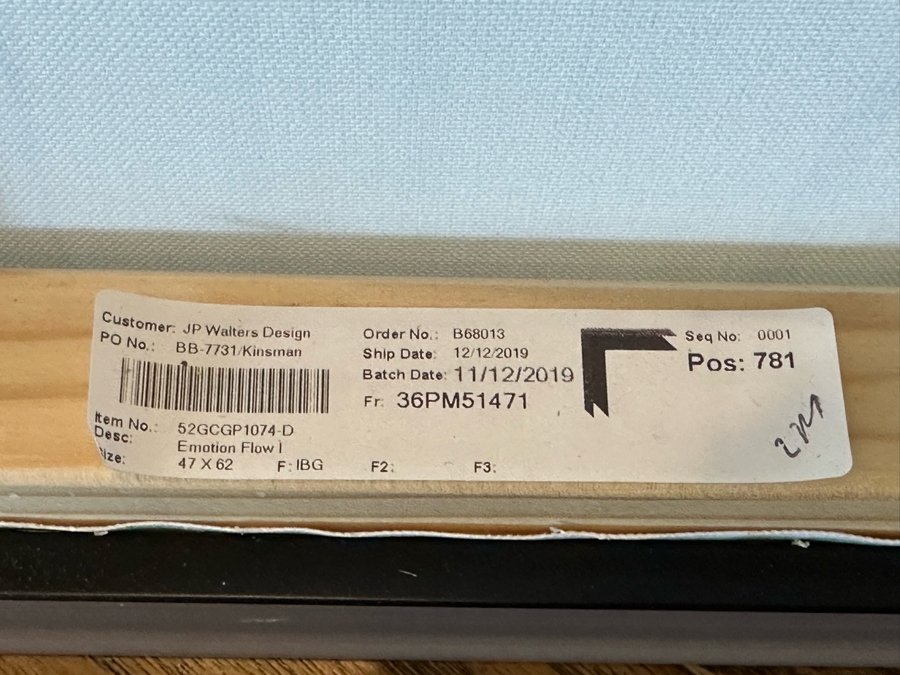 Customer: JP Walters Design
PO No.: BB-7731/Kinsman
Item No.: 52GCGP1074-D
Desc: Emotion Flow I
ize: 47 X 62 F: IBG F2: F3:
Order No.: B68013
Ship Date: 12/12/2019
Batch Date: 11/12/2019
Fr: 36PM51471
Seq No: 0001
Pos: 781